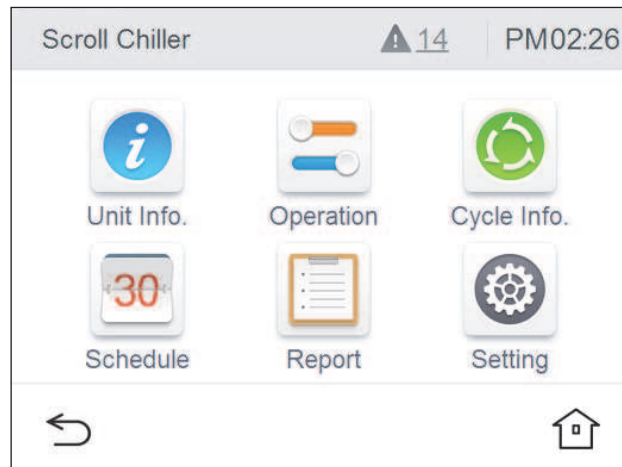 Scroll Chiller 14 PM02:26
i
Unit Info. Operation Cycle Info.
30
Schedule Report Setting